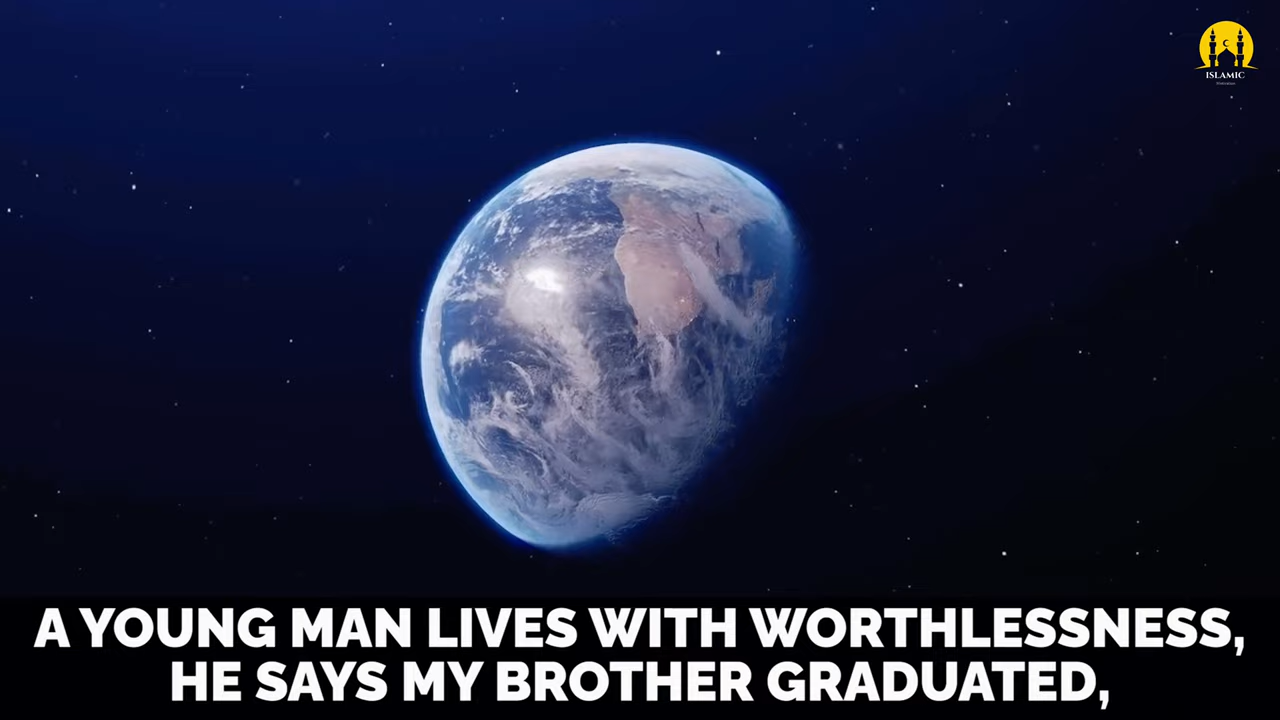 ISLAMIC
A YOUNG MAN LIVES WITH WORTHLESSNESS,
HE SAYS MY BROTHER GRADUATED,